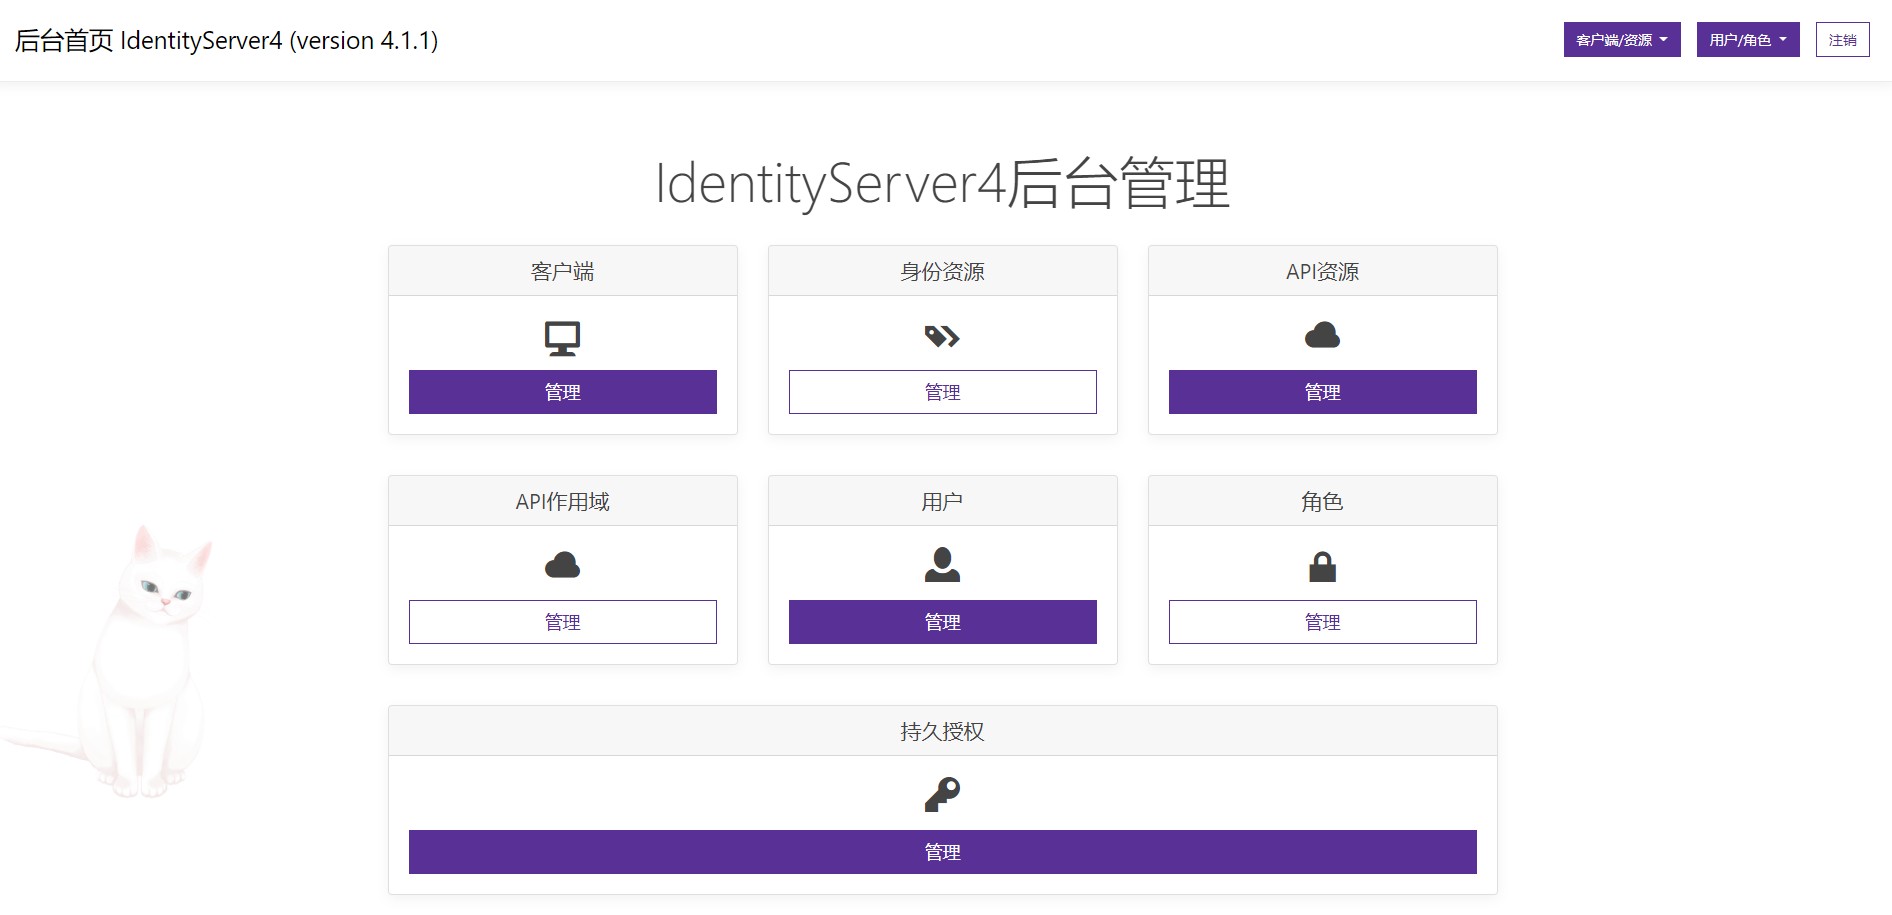 后台首页 IdentityServer4 (version 4.1.1)
客户端/资源
用户/角色
注销
IdentityServer4后台管理
客户端
身份资源
API资源
管理
管理
管理
API作用域
用户
角色
管理
管理
管理
持久授权
管理